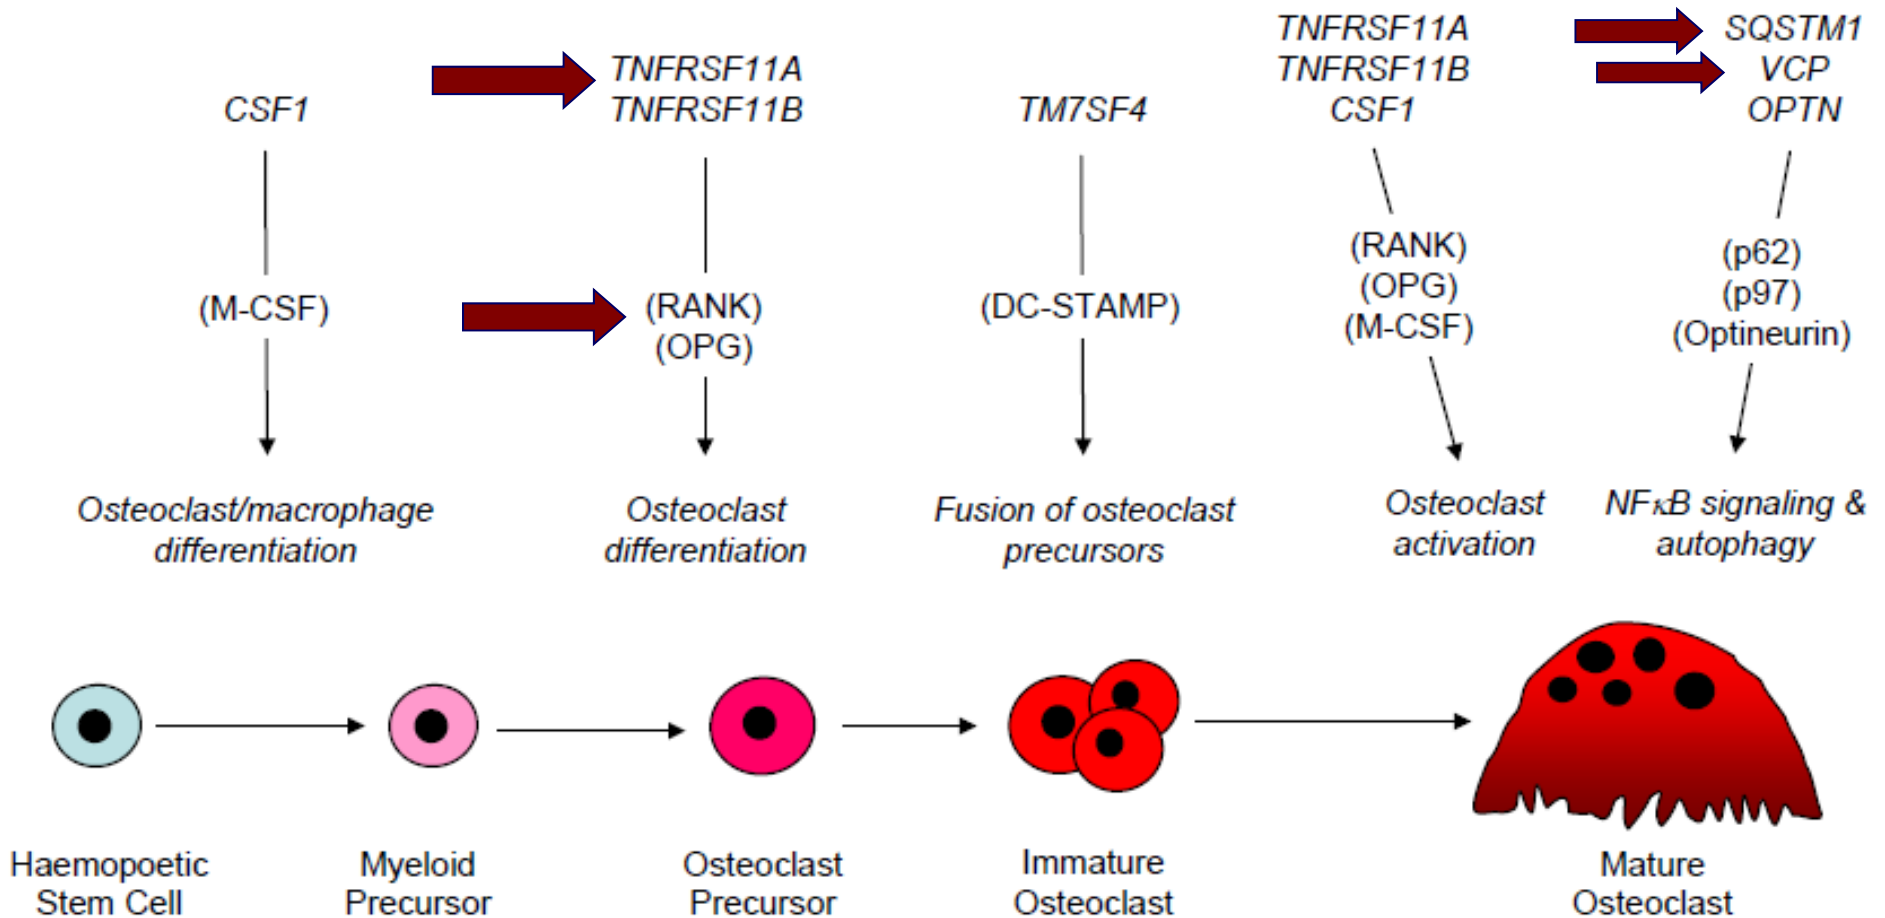 CSF1
TNFRSF11A
TNFRSF11B
TM7SF4
TNFRSF11A
TNFRSF11B
CSF1
SQSTM1
VCP
OPTN
(M-CSF)
(RANK)
(OPG)
(DC-STAMP)
(RANK)
(OPG)
(M-CSF)
(p62)
(p97)
(Optineurin)
Osteoclast/macrophage
differentiation
Osteoclast
differentiation
Fusion of osteoclast
precursors
Osteoclast
activation
NFκB signaling &
autophagy
Haemopoetic
Stem Cell
Myeloid
Precursor
Osteoclast
Precursor
Immature
Osteoclast
Mature
Osteoclast